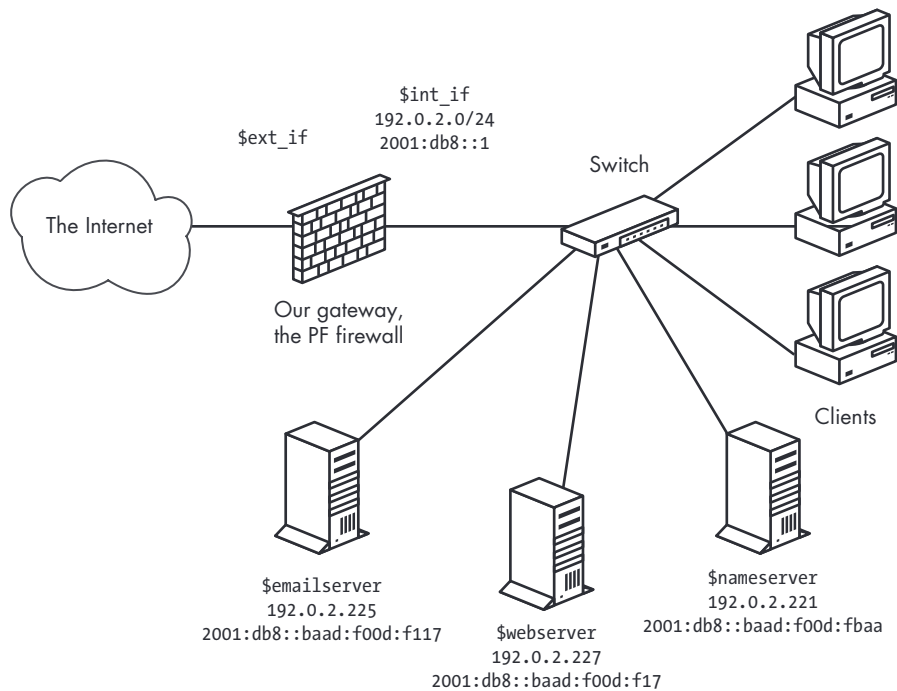 $int_if
192.0.2.0/24
2001:db8::1
$ext_if
Switch
The Internet
Our gateway,
the PF firewall
Clients
$emailserver
192.0.2.225
2001:db8::baad:f00d:f117
$webserver
192.0.2.227
2001:db8::baad:f00d:f17
$nameserver
192.0.2.221
2001:db8::baad:f00d:fbaa